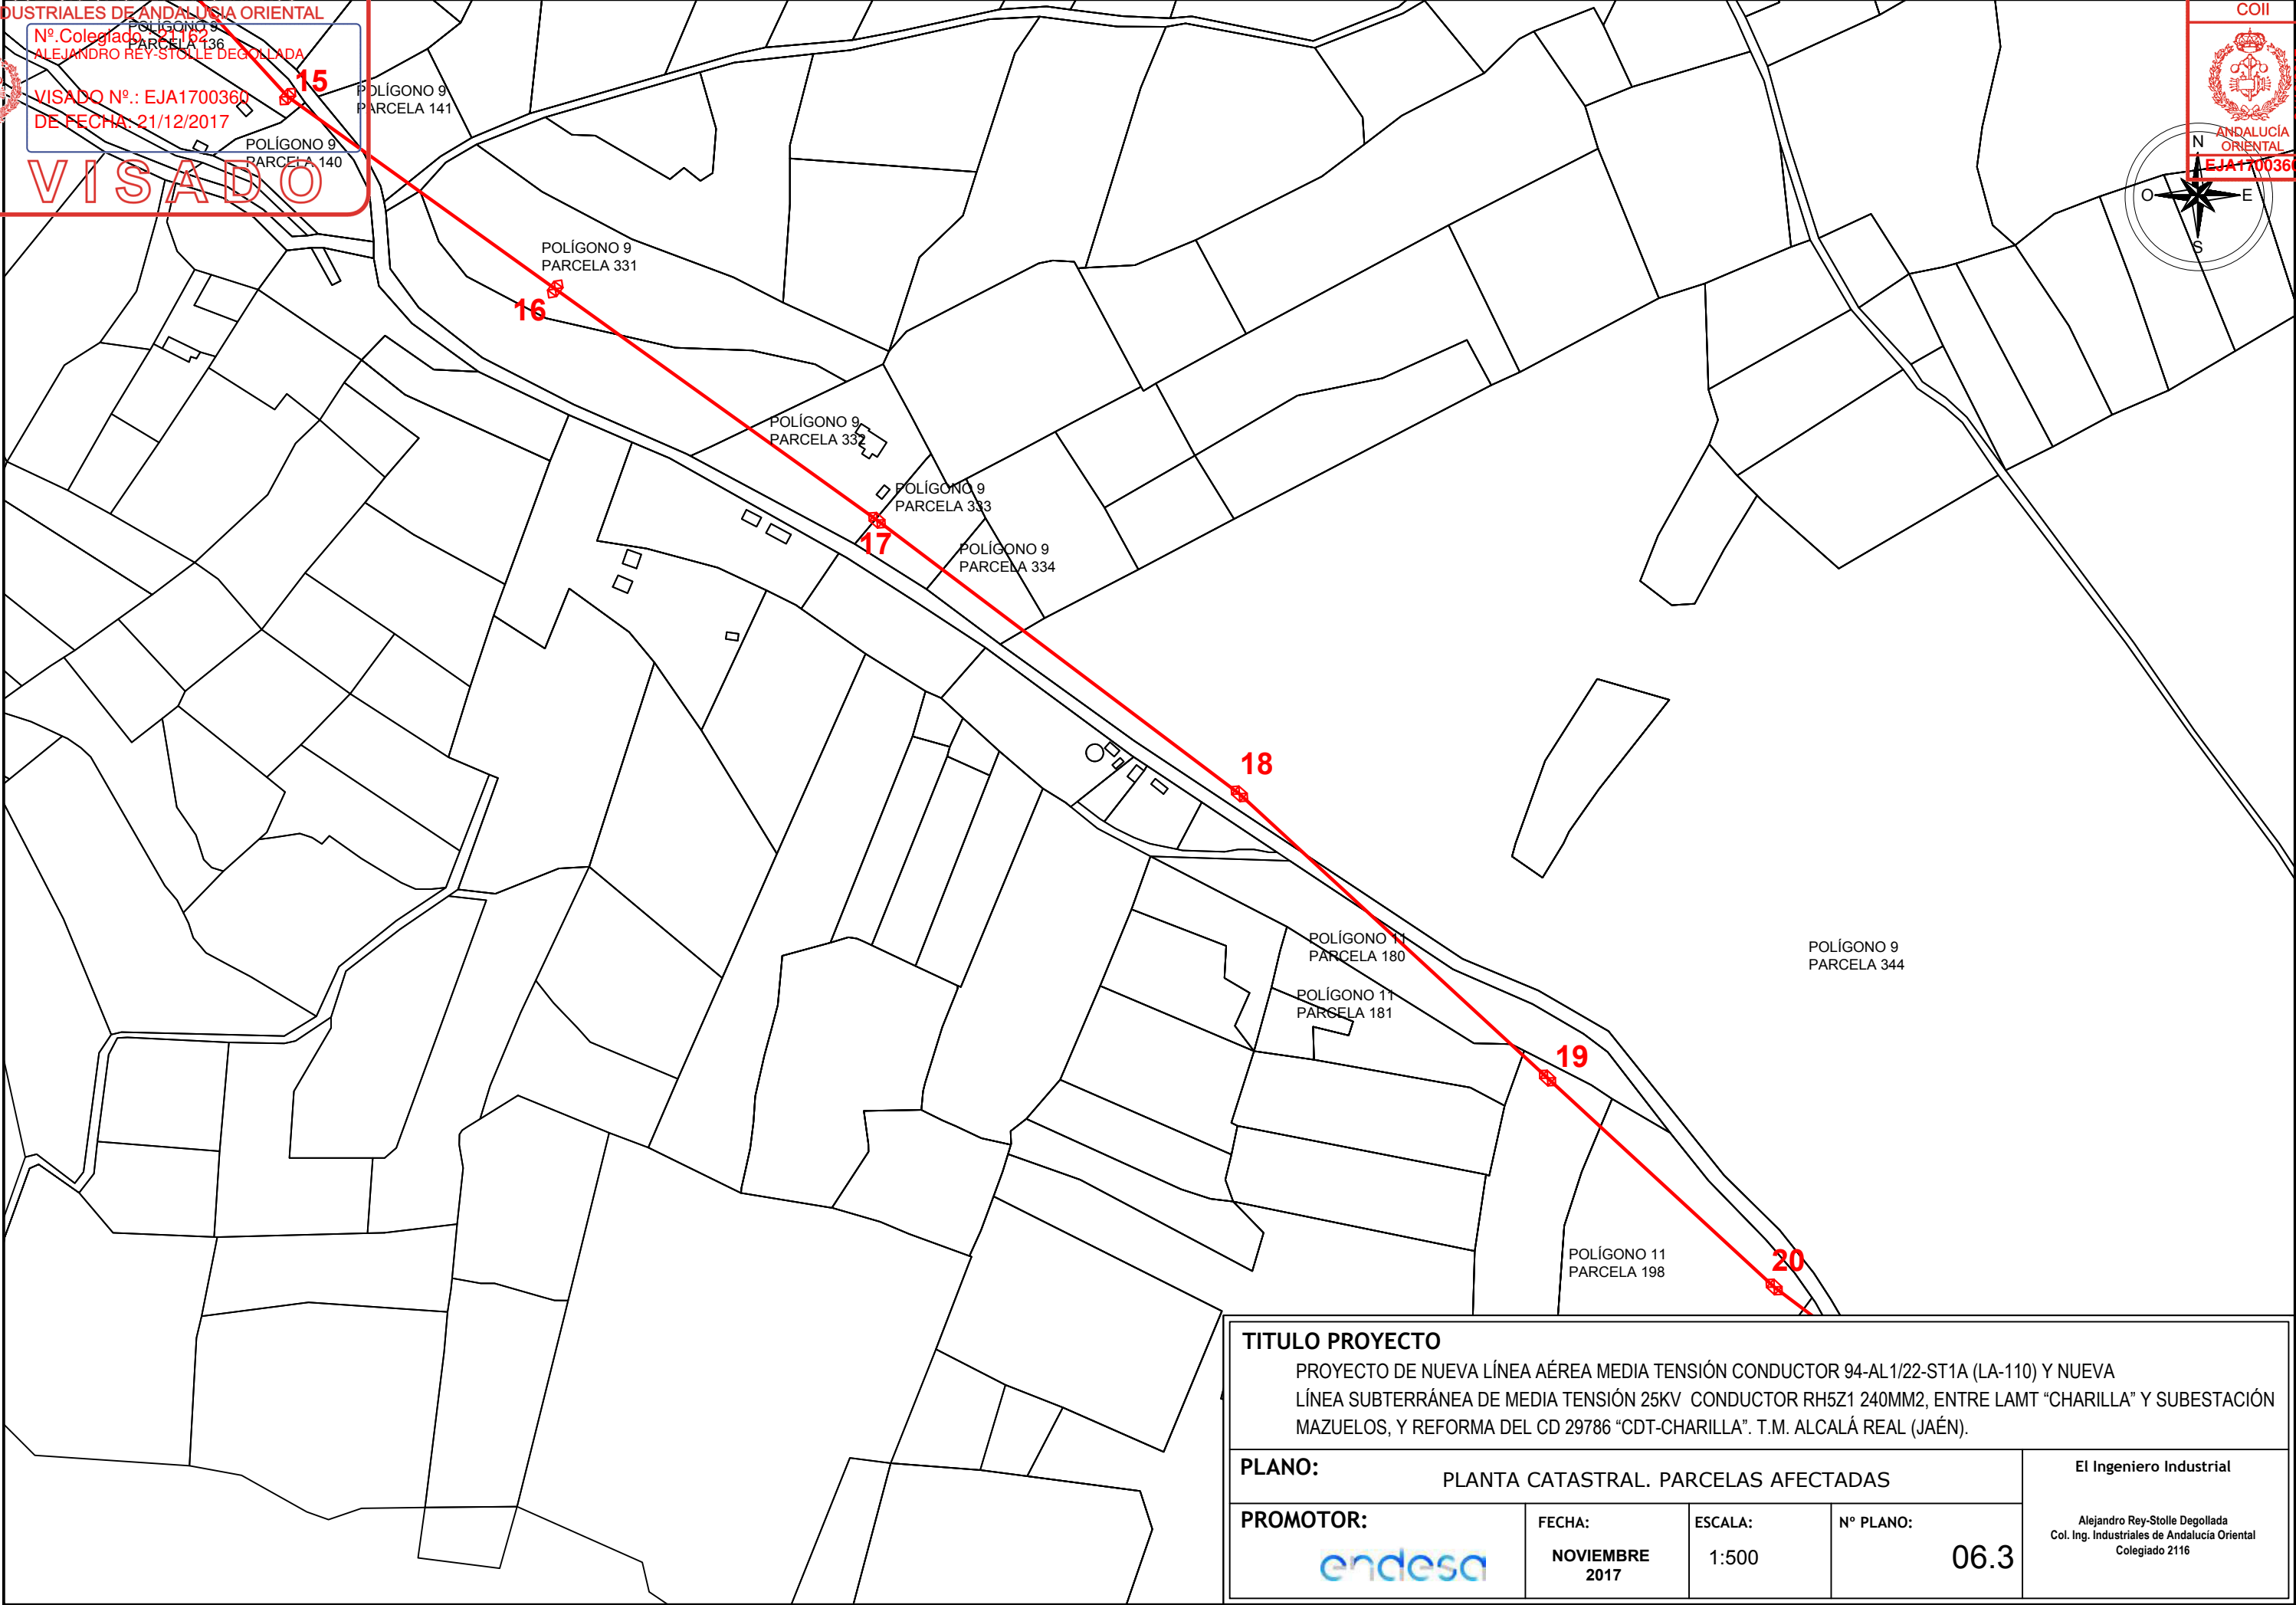 DUSTRIALES DE ANDALUCIA ORIENTAL
POLÍGONO 9
PARCELA 136
Nº.Colegiado.: 21162
ALEJANDRO REY-STOLLE DEGOLLADA
VISADO Nº.: EJA1700360
DE FECHA: 21/12/2017
VISADO
COII
ANDALUCÍA
ORIENTAL
EJA1700360
N
O
E
S
15
POLÍGONO 9
PARCELA 141
POLÍGONO 9
PARCELA 140
POLÍGONO 9
PARCELA 331
16
POLÍGONO 9
PARCELA 332
POLÍGONO 9
PARCELA 333
17
POLÍGONO 9
PARCELA 334
18
POLÍGONO 11
PARCELA 180
POLÍGONO 9
PARCELA 344
POLÍGONO 11
PARCELA 181
19
POLÍGONO 11
PARCELA 198
20
TITULO PROYECTO
PROYECTO DE NUEVA LÍNEA AÉREA MEDIA TENSIÓN CONDUCTOR 94-AL1/22-ST1A (LA-110) Y NUEVA
LÍNEA SUBTERRÁNEA DE MEDIA TENSIÓN 25KV CONDUCTOR RH5Z1 240MM2, ENTRE LAMT “CHARILLA” Y SUBESTACIÓN
MAZUELOS, Y REFORMA DEL CD 29786 “CDT-CHARILLA”. T.M. ALCALÁ REAL (JAÉN).
PLANO:
PLANTA CATASTRAL. PARCELAS AFECTADAS
El Ingeniero Industrial
Alejandro Rey-Stolle Degollada
Col. Ing. Industriales de Andalucía Oriental
Colegiado 2116
PROMOTOR:
endesa
FECHA:
NOVIEMBRE
2017
ESCALA:
1:500
Nº PLANO:
06.3